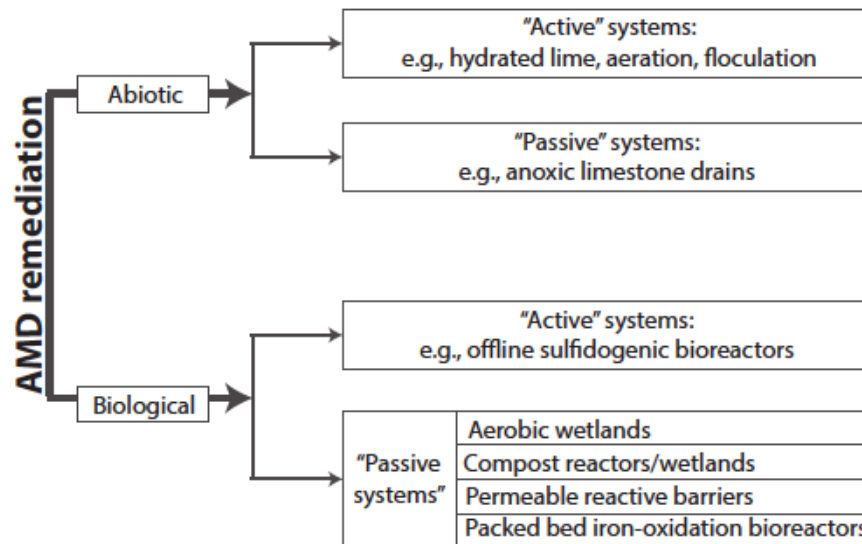 AMD remediation
Abiotic
"Active" systems:
e.g., hydrated lime, aeration, floculation
"Passive" systems:
e.g., anoxic limestone drains
Biological
"Active" systems:
e.g., offline sulfidogenic bioreactors
"Passive
systems"
Aerobic wetlands
Compost reactors/wetlands
Permeable reactive barriers
Packed bed iron-oxidation bioreactors